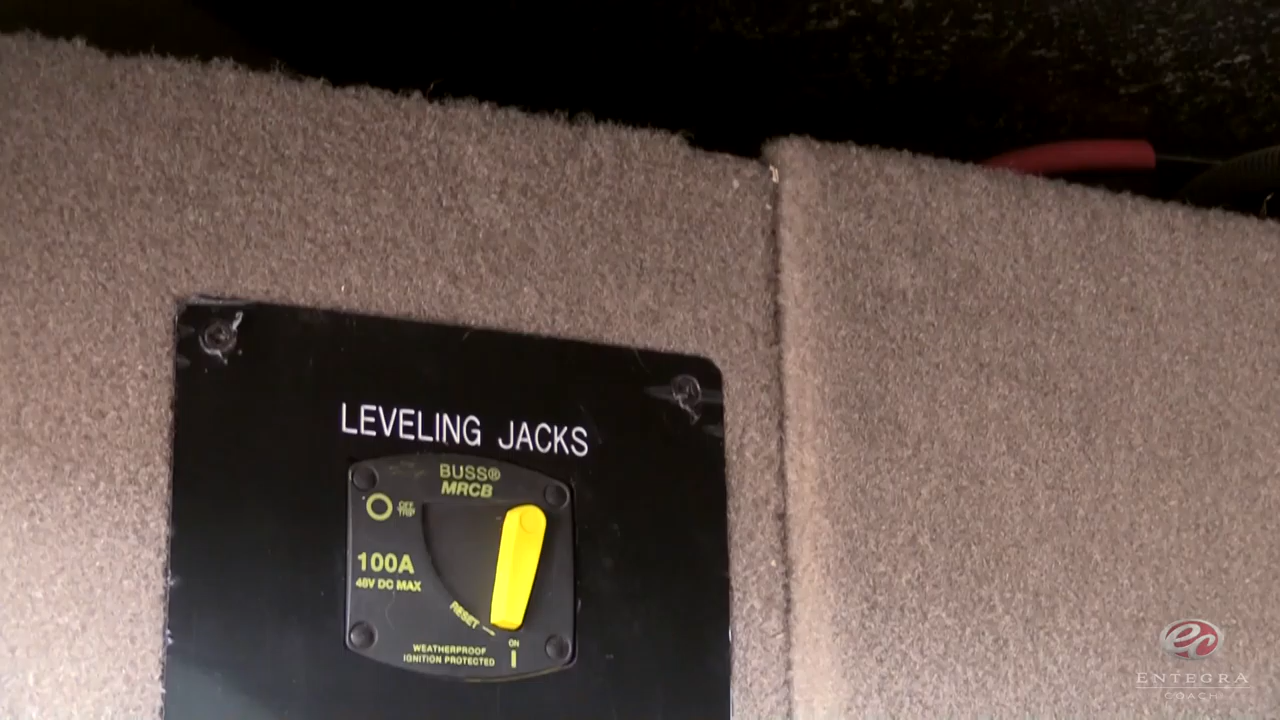 LEVELING JACKS
BUSS®
MRCB
OFF
TRIP
100A
48V DC MAX
RESET
ON
WEATHERPROOF
IGNITION PROTECTED
ENTEGRA
COACH